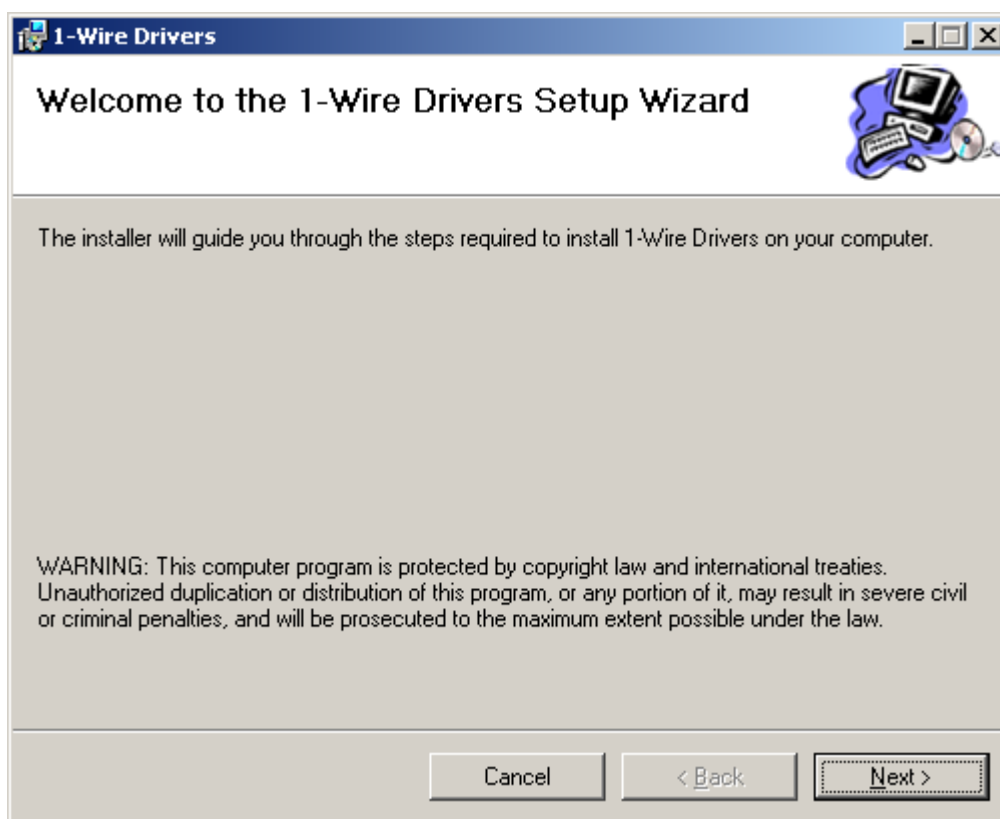 1-Wire Drivers
Welcome to the 1-Wire Drivers Setup Wizard
The installer will guide you through the steps required to install 1-Wire Drivers on your computer.
WARNING: This computer program is protected by copyright law and international treaties.
Unauthorized duplication or distribution of this program, or any portion of it, may result in severe civil
or criminal penalties, and will be prosecuted to the maximum extent possible under the law.
Cancel < Back Next >